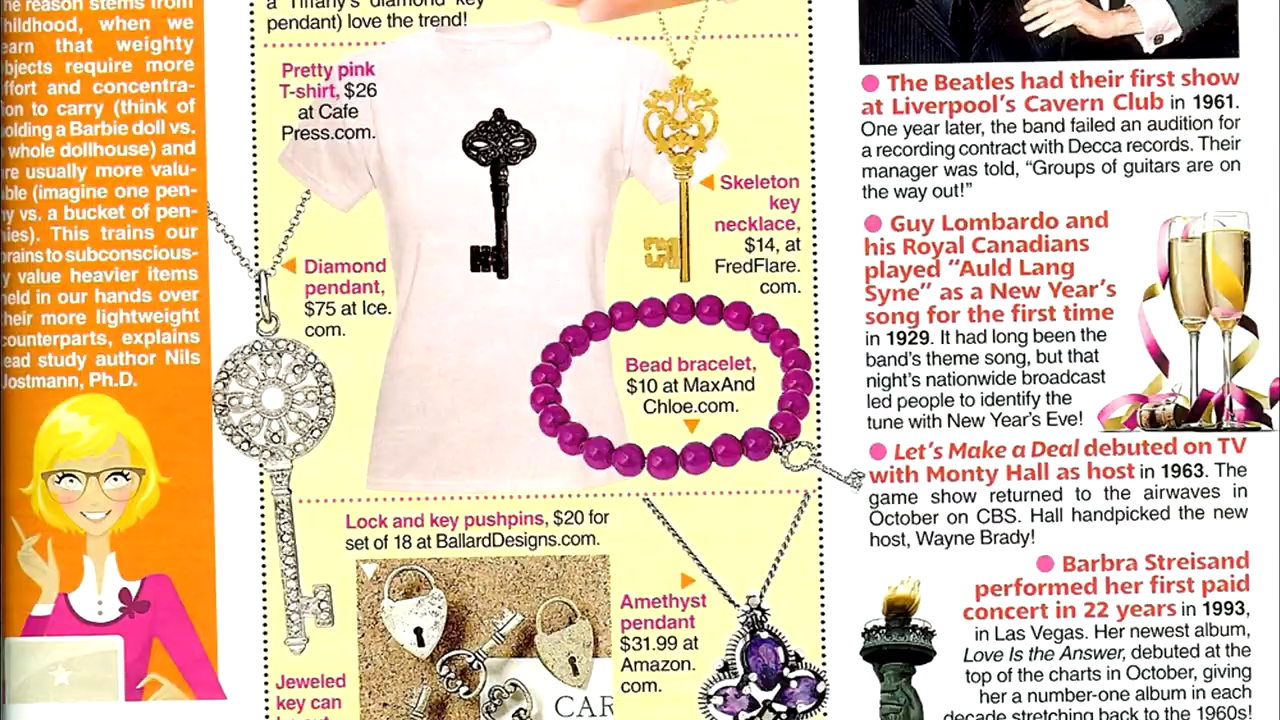 he reason stems from
hildhood, when we
earn that weighty
bjects require more
ffort and concentra-
ion to carry (think of
olding a Barbie doll vs.
whole dollhouse) and
re usually more valu-
ble (imagine one pen-
ny vs. a bucket of pen-
nies). This trains our
brains to subconscious-
y value heavier items
held in our hands over
their more lightweight
counterparts, explains
lead study author Nils
Jostmann, Ph.D.
a Tiffany's diamond key
pendant) love the trend!
Pretty pink
T-shirt, $26
at Cafe
Press.com.
Skeleton
key
necklace,
$14, at
FredFlare.
com.
Diamond
pendant,
$75 at Ice.
com.
Bead bracelet,
$10 at MaxAnd
Chloe.com.
Lock and key pushpins, $20 for
set of 18 at BallardDesigns.com.
Amethyst
pendant
$31.99 at
Amazon.
com.
CAR
Jeweled
key can
The Beatles had their first show
at Liverpool's Cavern Club in 1961.
One year later, the band failed an audition for
a recording contract with Decca records. Their
manager was told, "Groups of guitars are on
the way out!"
Guy Lombardo and
his Royal Canadians
played "Auld Lang
Syne" as a New Year's
song for the first time
in 1929. It had long been the
band's theme song, but that
night's nationwide broadcast
led people to identify the
tune with New Year's Eve!
Let's Make a Deal debuted on TV
with Monty Hall as host in 1963. The
game show returned to the airwaves in
October on CBS. Hall handpicked the new
host, Wayne Brady!
Barbra Streisand
performed her first paid
concert in 22 years in 1993,
in Las Vegas. Her newest album,
Love Is the Answer, debuted at the
top of the charts in October, giving
her a number-one album in each
decade stretching back to the 1960s!